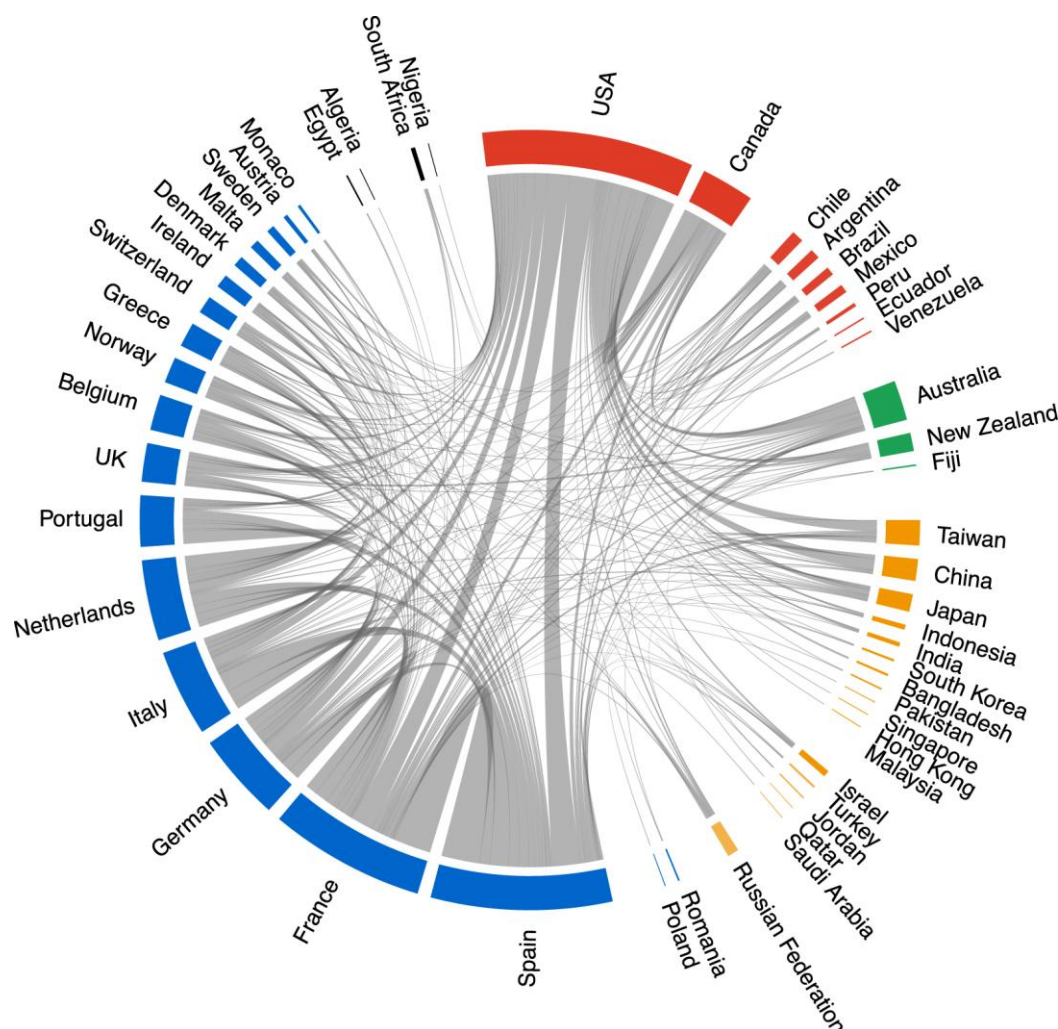 USA
Canada
Chile
Argentina
Brazil
Mexico
Peru
Ecuador
Venezuela
Australia
New Zealand
Fiji
Taiwan
China
Japan
Indonesia
India
South Korea
Bangladesh
Pakistan
Singapore
Hong Kong
Malaysia
Israel
Turkey
Jordan
Qatar
Saudi Arabia
Russian Federation
Romania
Poland
Spain
France
Germany
Italy
Netherlands
Portugal
UK
Belgium
Norway
Greece
Switzerland
Ireland
Denmark
Malta
Sweden
Austria
Monaco
Egypt
Algeria
South Africa
Nigeria